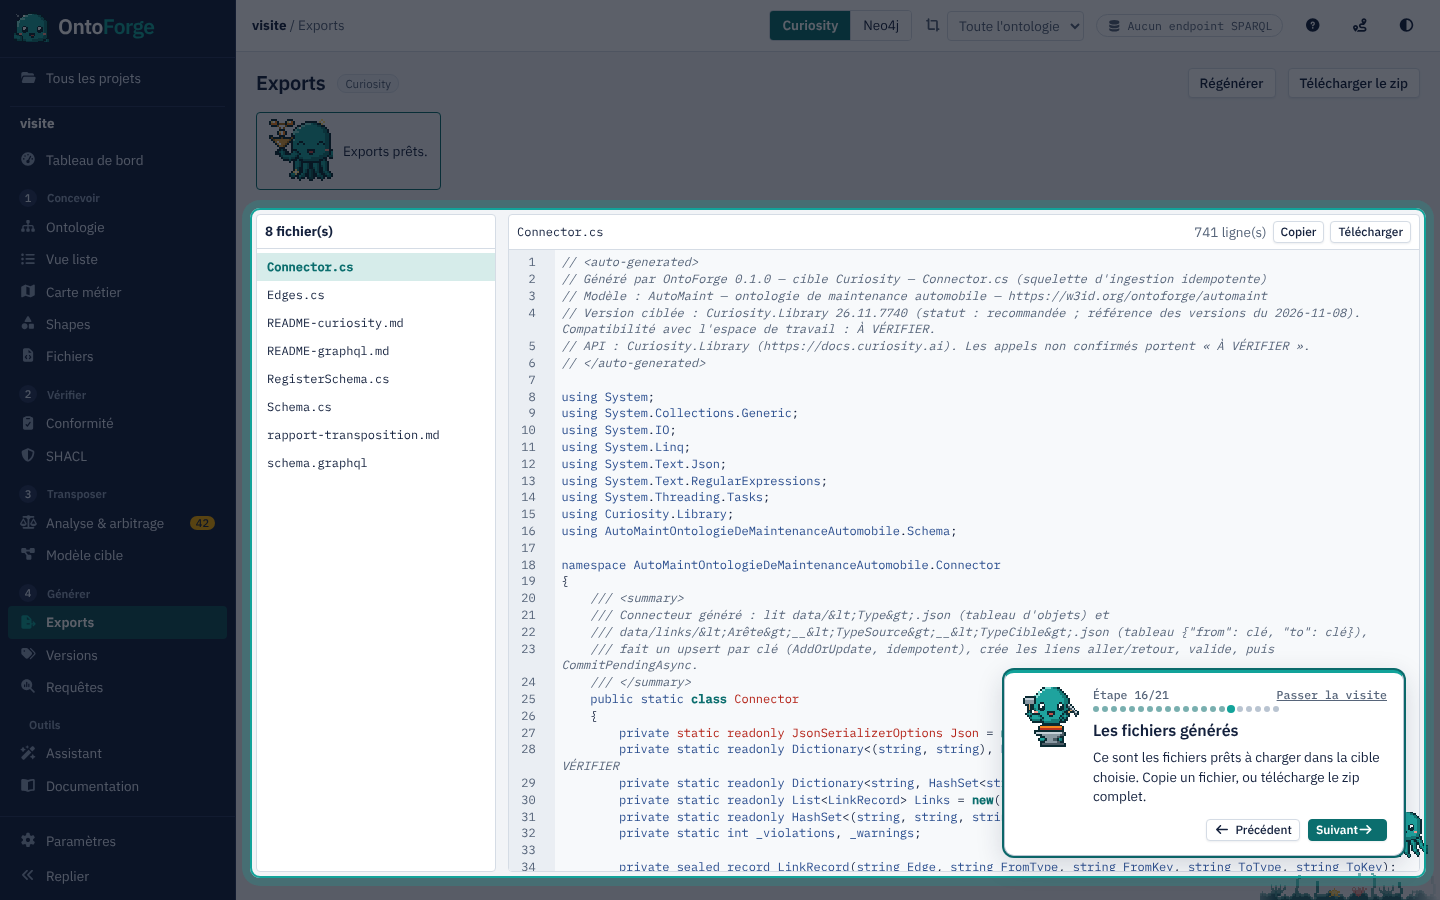 OntoForge
visite / Exports
Curiosity
Neo4j
Toute l'ontologie
Aucun endpoint SPARQL
Tous les projets
visite
Tableau de bord
1 Concevoir
Ontologie
Vue liste
Carte métier
Shapes
Fichiers
2 Vérifier
Conformité
SHACL
3 Transposer
Analyse & arbitrage 42
Modèle cible
4 Générer
Exports
Versions
Requêtes
Outils
Assistant
Documentation
Paramètres
Replier
Exports Curiosity
Régénérer
Télécharger le zip
Exports prêts.
8 fichier(s)
Connector.cs
Edges.cs
README-curiosity.md
README-graphql.md
RegisterSchema.cs
Schema.cs
rapport-transposition.md
schema.graphql
Connector.cs
741 ligne(s)
Copier
Télécharger
1 // <auto-generated>
2 // Généré par OntoForge 0.1.0 — cible Curiosity — Connector.cs (squelette d'ingestion idempotente)
3 // Modèle : AutoMaint — ontologie de maintenance automobile — https://w3id.org/ontoforge/automaint
4 // Version ciblée : Curiosity.Library 26.11.7740 (statut : recommandée ; référence des versions du 2026-11-08).
Compatibilité avec l'espace de travail : À VÉRIFIER.
5 // API : Curiosity.Library (https://docs.curiosity.ai). Les appels non confirmés portent « À VÉRIFIER ».
6 // </auto-generated>
7
8 using System;
9 using System.Collections.Generic;
10 using System.IO;
11 using System.Linq;
12 using System.Text.Json;
13 using System.Text.RegularExpressions;
14 using System.Threading.Tasks;
15 using Curiosity.Library;
16 using AutoMaintOntologieDeMaintenanceAutomobile.Schema;
17
18 namespace AutoMaintOntologieDeMaintenanceAutomobile.Connector
19 {
20 /// <summary>
21 /// Connecteur généré : lit data/&lt;Type&gt;.json (tableau d'objets) et
22 /// data/links/&lt;Arête&gt;__&lt;TypeSource&gt;__&lt;TypeCible&gt;.json (tableau {"from": clé, "to": clé}),
23 /// fait un upsert par clé (AddOrUpdate, idempotent), crée les liens aller/retour, valide, puis
CommitPendingAsync.
24 /// </summary>
25 public static class Connector
26 {
27 private static readonly JsonSerializerOptions Json =
28 private static readonly Dictionary<(string, string),
VÉRIFIER
29 private static readonly Dictionary<string, HashSet<st
30 private static readonly List<LinkRecord> Links = new(
31 private static readonly HashSet<(string, string, stri
32 private static int _violations, _warnings;
33
34 private sealed record LinkRecord(string Edge, string FromType, string FromKey, string ToType, string ToKey);
Étape 16/21
Passer la visite
Les fichiers générés
Ce sont les fichiers prêts à charger dans la cible
choisie. Copie un fichier, ou télécharge le zip
complet.
← Précédent
Suivant →